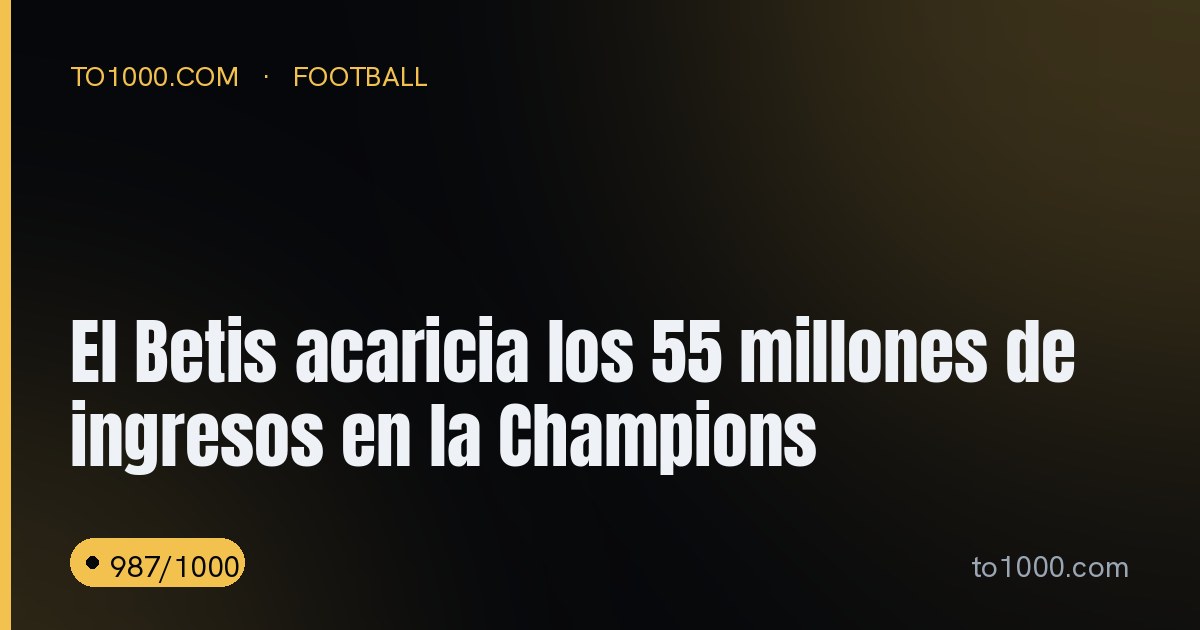 TO1000.COM · FOOTBALL
El Betis acaricia los 55 millones de
ingresos en la Champions
987/1000
to1000.com